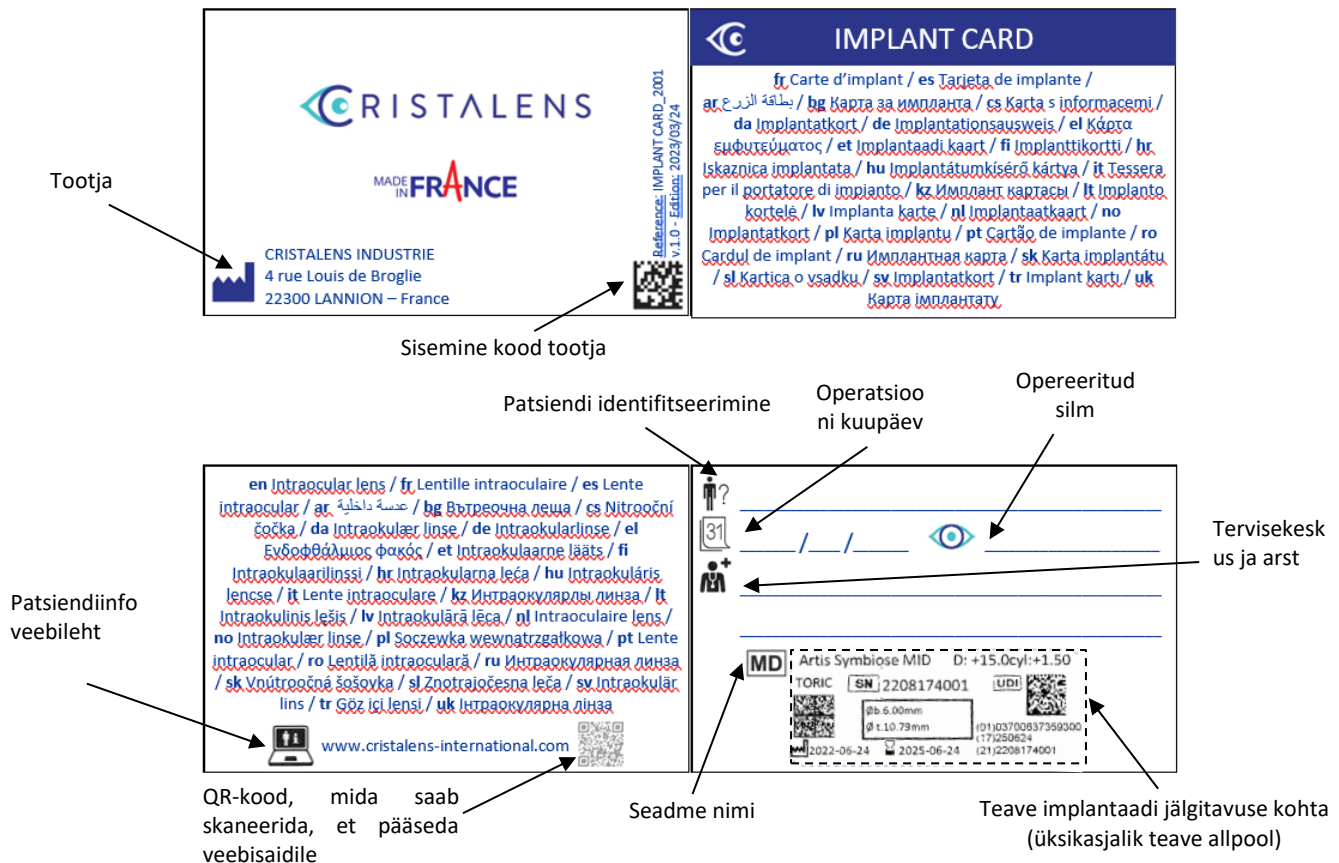 CRISTALENS
MADE IN FRANCE
Reference: IMPLANT CARD_2001
v.1.0 - Edition: 2023/03/24
Tootja
CRISTALENS INDUSTRIE
4 rue Louis de Broglie
22300 LANNION – France
Sisemine kood tootja
IMPLANT CARD
fr Carte d’implant / es Tarjeta de implante /
ar بطاقة الزرع / bg Карта за импланта / cs Karta s informacemi /
da Implantatkort / de Implantationsausweis / el Κάρτα
εμφυτεύματος / et Implantaadi kaart / fi Implanttikortti / hr
Iskaznica implantata / hu Implantátumkísérő kártya / it Tessera
per il portatore di impianto / kz Имплант картасы / lt Implanto
kortelė / lv Implanta karte / nl Implantaatkaart / no
Implantatkort / pl Karta implantu / pt Cartão de implante / ro
Cardul de implant / ru Имплантная карта / sk Karta implantátu
/ sl Kartica o vsadku / sv Implantatkort / tr Implant kartı / uk
Карта імплантату
Patsiendi identifitseerimine
Operatsioo
ni kuupäev
Opereeritud
silm
en Intraocular lens / fr Lentille intraoculaire / es Lente
intraocular / ar عدسة داخلية / bg Вътреочна леща / cs Nitrooční
čočka / da Intraokulær linse / de Intraokularlinse / el
Ενδοφθάλμιος φακός / et Intraokulaarne lääts / fi
Intraokulaarilinssi / hr Intraokularna leća / hu Intraokuláris
lencse / it Lente intraoculare / kz Интраокулярлы линза / lt
Intraokulinis lęšis / lv Intraokulārā lēca / nl Intraoculaire lens /
no Intraokulær linse / pl Soczewka wewnątrzgałkowa / pt Lente
intraocular / ro Lentilă intraoculară / ru Интраокулярная линза
/ sk Vnútroočná šošovka / sl Znotrajočesna leča / sv Intraokulär
lins / tr Göz içi lensi / uk Інтраокулярна лінза
www.cristalens-international.com
Patsiendiinfo
veebileht
QR-kood, mida saab
skaneerida, et pääseda
veebisaidile
?
31
/ /
Tervisekesk
us ja arst
MD
Artis Symbiose MID D: +15.0cyl:+1.50
TORIC SN 2208174001 UDI
Øb.6.00mm
Ø t.10.79mm
(01)03700637359300
(17)250624
2022-06-24 2025-06-24 (21)2208174001
Seadme nimi
Teave implantaadi jälgitavuse kohta
(üksikasjalik teave allpool)